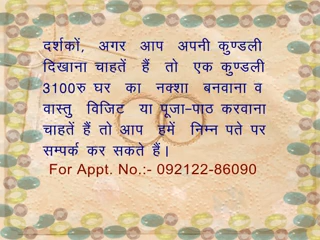 दर्शकों, अगर आप अपनी कुण्डली
दिखाना चाहतें हैं तो एक कुण्डली
3100रु घर का नक्शा बनवाना व
वास्तु विजिट या पूजा-पाठ करवाना
चाहतें हैं तो आप हमें निम्न पते पर
सम्पर्क कर सकते हैं।
For Appt. No.:- 092122-86090